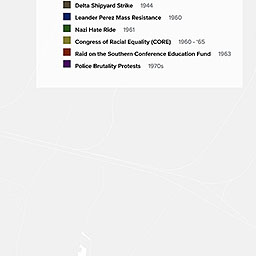 Delta Shipyard Strike 1944
Leander Perez Mass Resistance 1960
Nazi Hate Ride 1961
Congress of Racial Equality (CORE) 1960 - '65
Raid on the Southern Conference Education Fund 1963
Police Brutality Protests 1970s